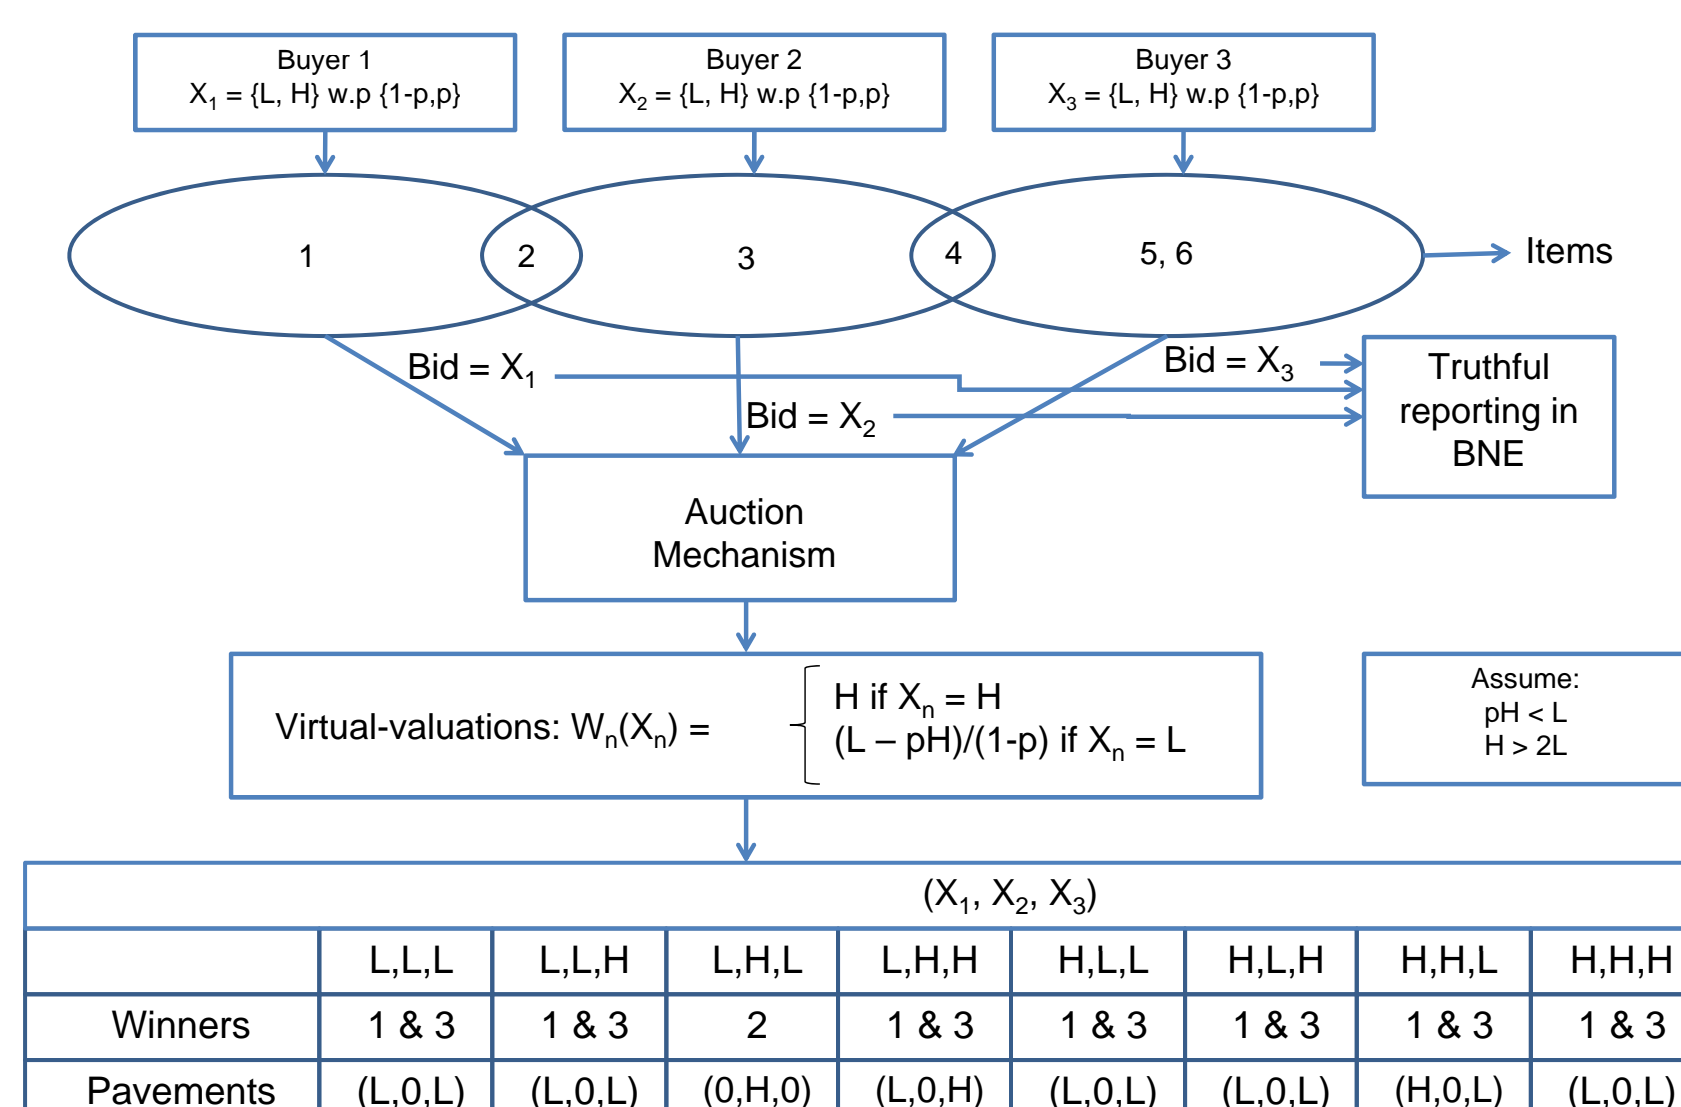 Buyer 1
X₁ = {L, H} w.p {1-p,p}
Buyer 2
X₂ = {L, H} w.p {1-p,p}
Buyer 3
X₃ = {L, H} w.p {1-p,p}
1
2
3
4
5, 6
Items
Bid = X₁
Bid = X₂
Bid = X₃
Truthful
reporting in
BNE
Auction
Mechanism
Virtual-valuations: Wₙ(Xₙ) =
H if Xₙ = H
(L – pH)/(1-p) if Xₙ = L
Assume:
pH < L
H > 2L
(X₁, X₂, X₃)
L,L,L L,L,H L,H,L L,H,H H,L,L H,L,H H,H,L H,H,H
Winners 1 & 3 1 & 3 2 1 & 3 1 & 3 1 & 3 1 & 3 1 & 3
Pavements (L,0,L) (L,0,L) (0,H,0) (L,0,H) (L,0,L) (L,0,L) (H,0,L) (L,0,L)